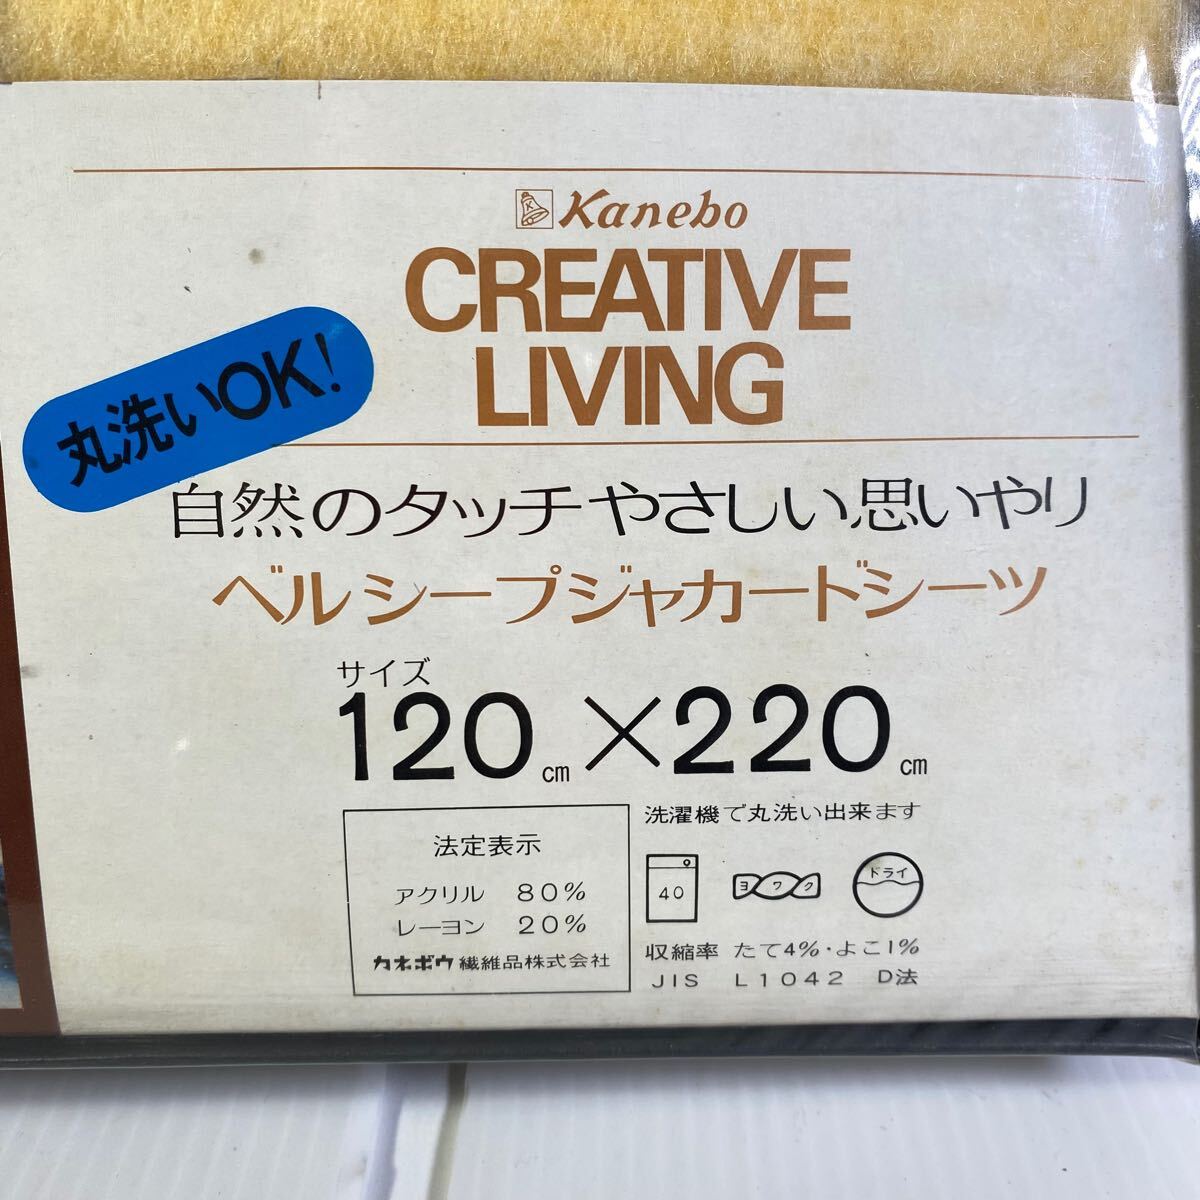 Kanebo
CREATIVE
LIVING
丸洗いOK!
自然のタッチやさしい思いやり
ベルシープジャカードシーツ
サイズ
120cm×220cm
法定表示
アクリル 80%
レーヨン 20%
カネボウ繊維品株式会社
洗濯機で丸洗い出来ます
40 ヨワク ドライ
収縮率 たて4%・よこ1%
JIS L1042 D法